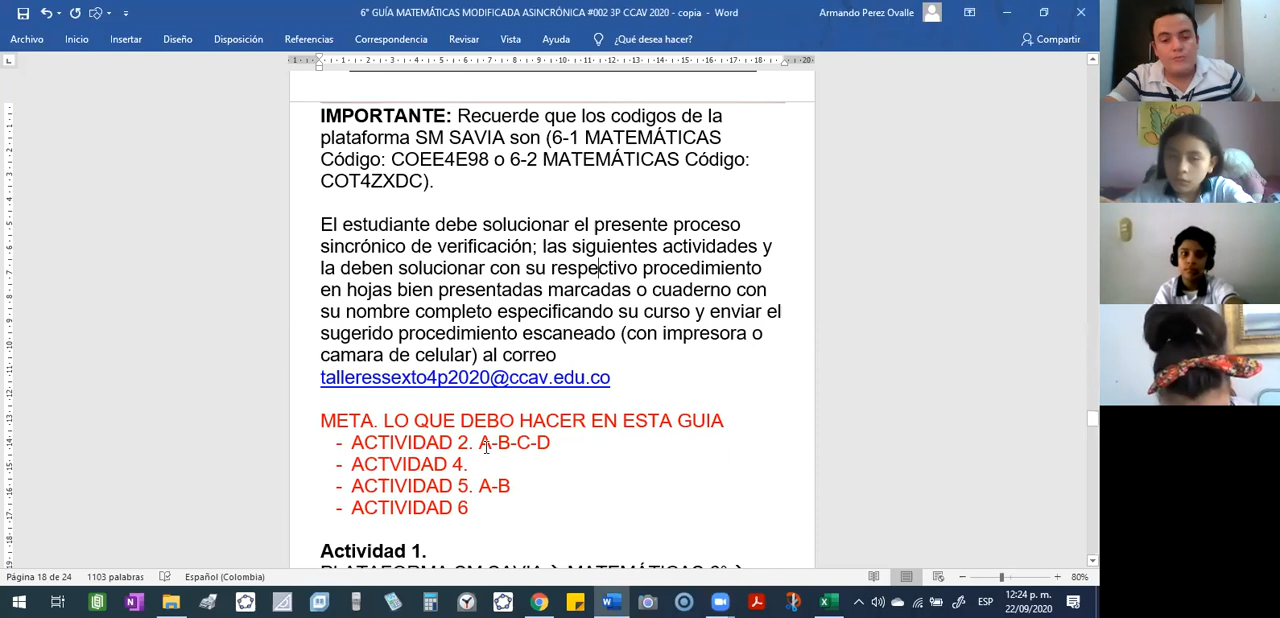 6° GUÍA MATEMÁTICAS MODIFICADA ASINCRÓNICA #002 3P CCAV 2020 - copia - Word
Armando Perez Ovalle
Archivo Inicio Insertar Diseño Disposición Referencias Correspondencia Revisar Vista Ayuda ¿Qué desea hacer? Compartir
IMPORTANTE: Recuerde que los codigos de la
plataforma SM SAVIA son (6-1 MATEMÁTICAS
Código: COEE4E98 o 6-2 MATEMÁTICAS Código:
COT4ZXDC).
El estudiante debe solucionar el presente proceso
sincrónico de verificación; las siguientes actividades y
la deben solucionar con su respectivo procedimiento
en hojas bien presentadas marcadas o cuaderno con
su nombre completo especificando su curso y enviar el
sugerido procedimiento escaneado (con impresora o
camara de celular) al correo
talleressexto4p2020@ccav.edu.co
META. LO QUE DEBO HACER EN ESTA GUIA
- ACTIVIDAD 2. A-B-C-D
- ACTVIDAD 4.
- ACTIVIDAD 5. A-B
- ACTIVIDAD 6
Actividad 1.
PLATAFORMA SM SAVIA → MATEMÁTICAS 6° →
Página 18 de 24 1103 palabras Español (Colombia) 80%
ESP
12:24 p. m.
22/09/2020